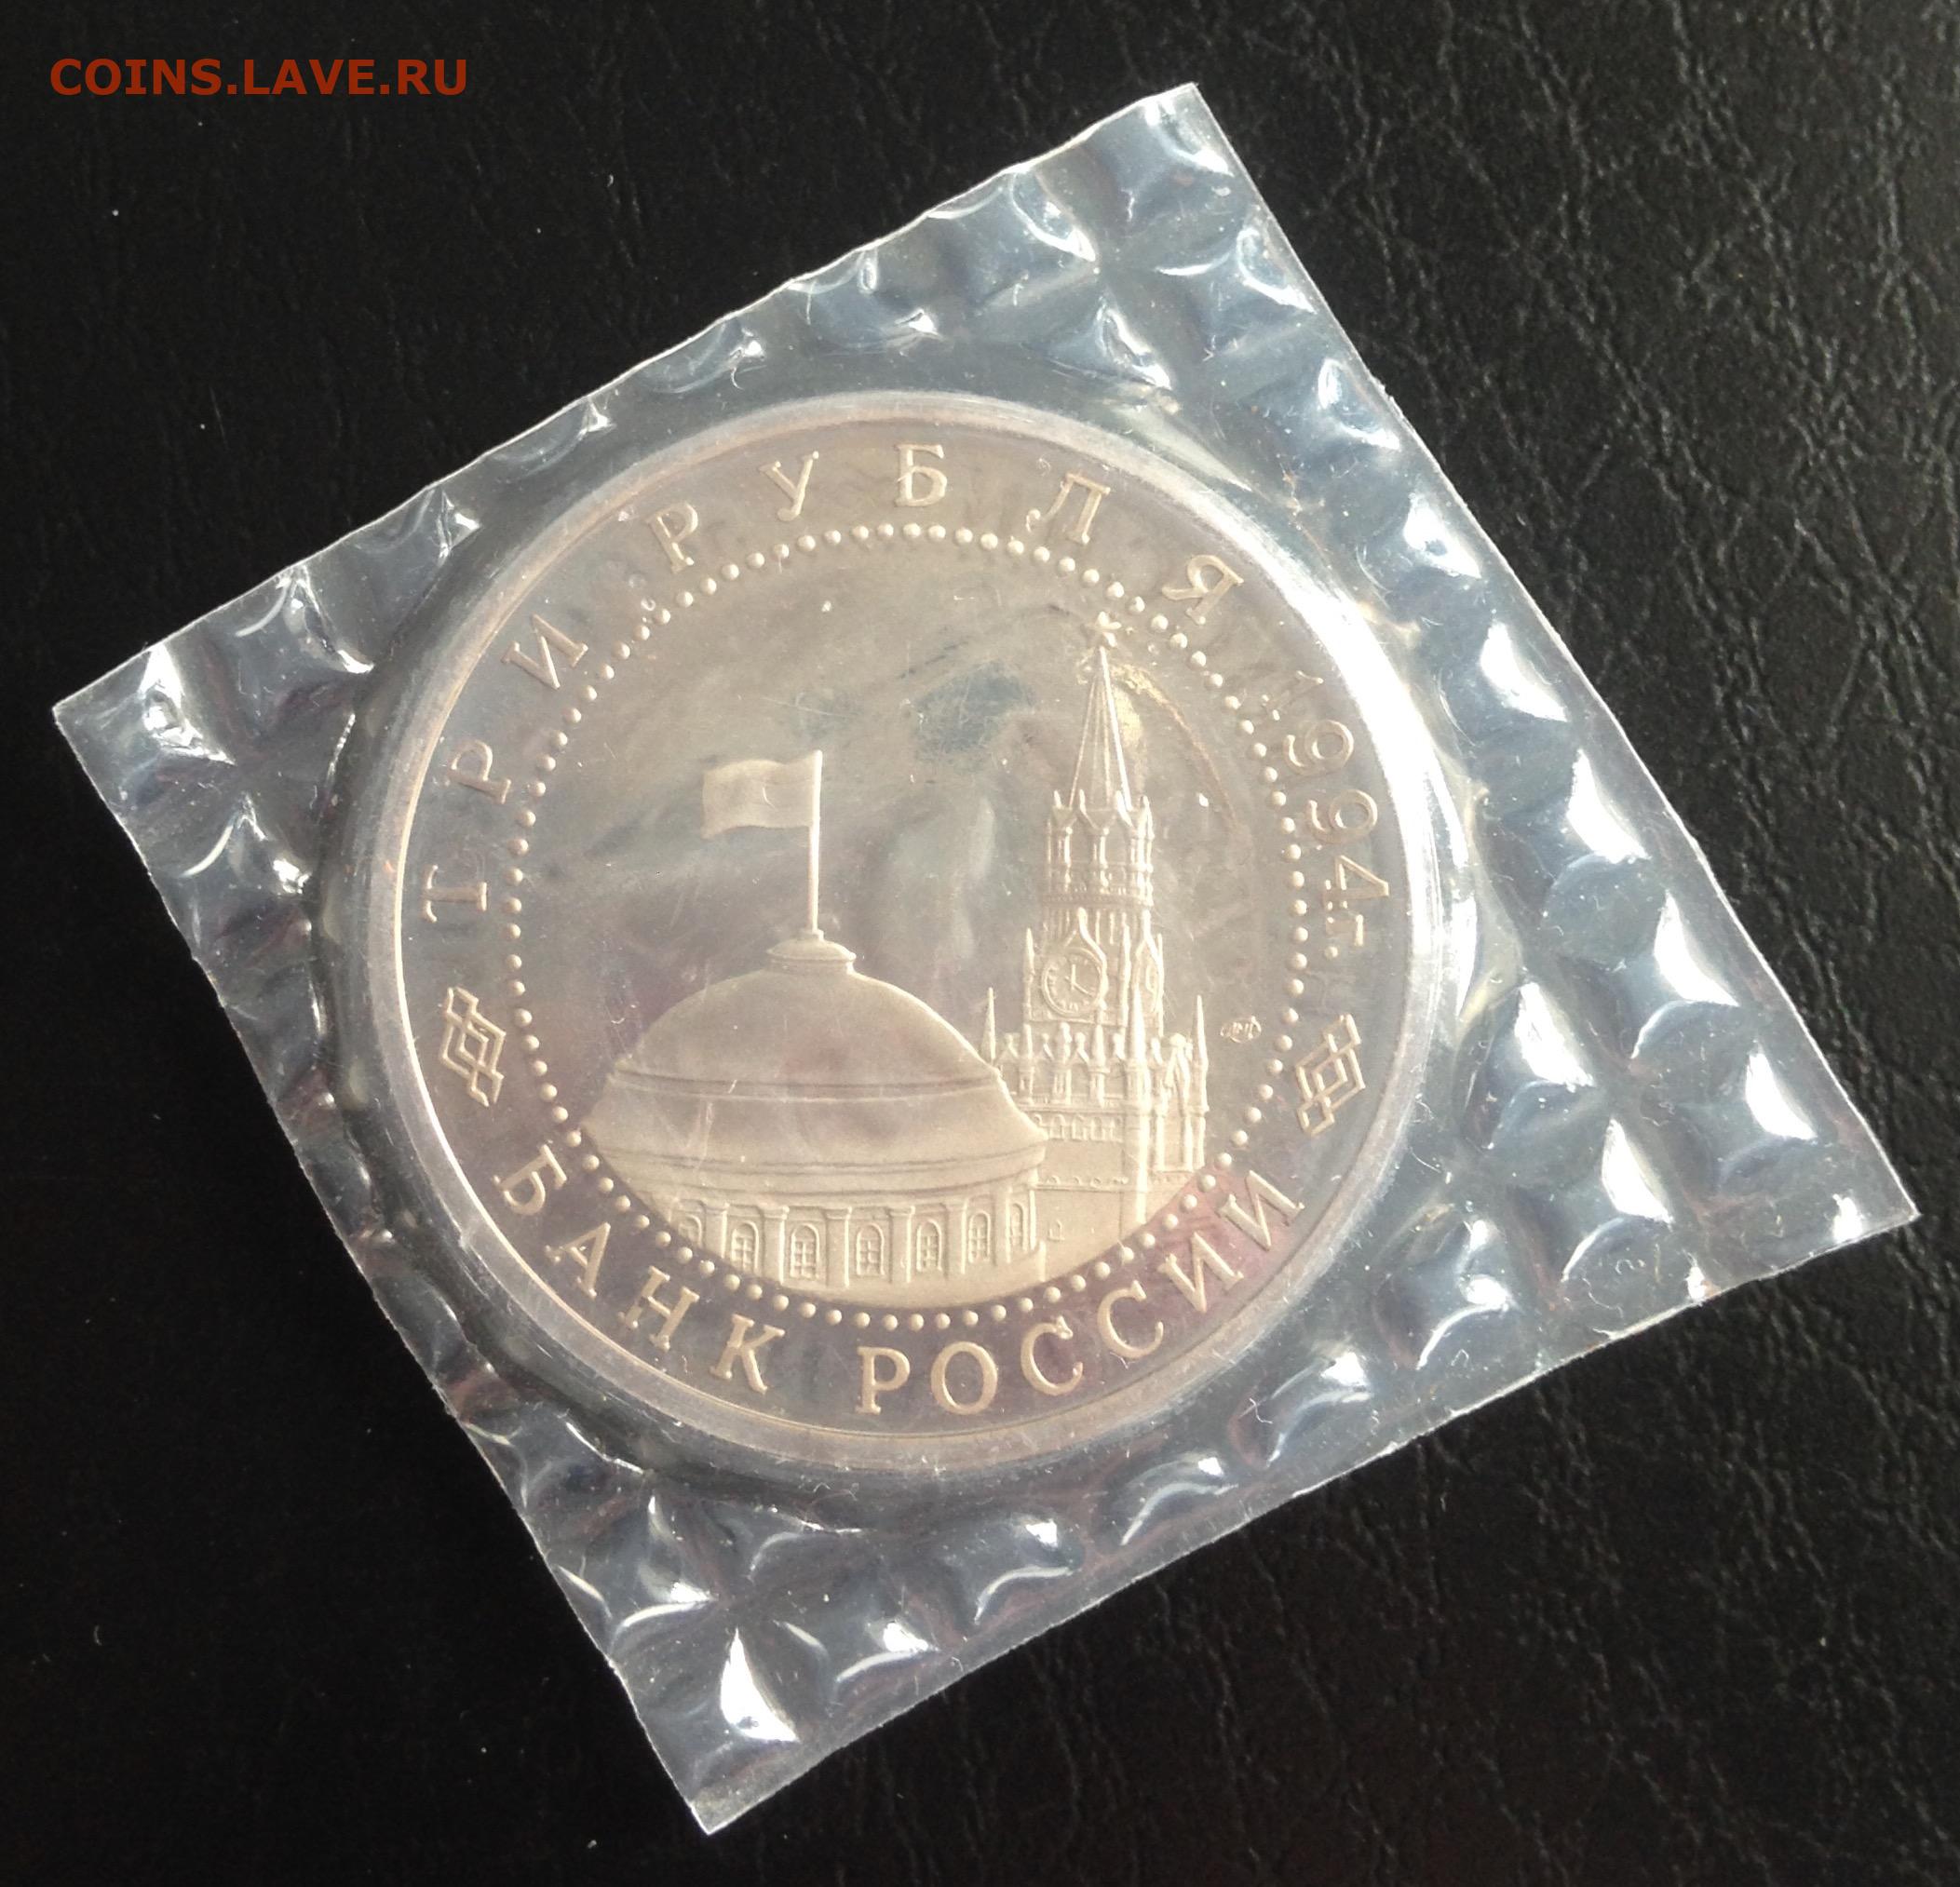 COINS.LAVE.RU
ТРИ РУБЛЯ 1994г.
БАНК РОССИИ